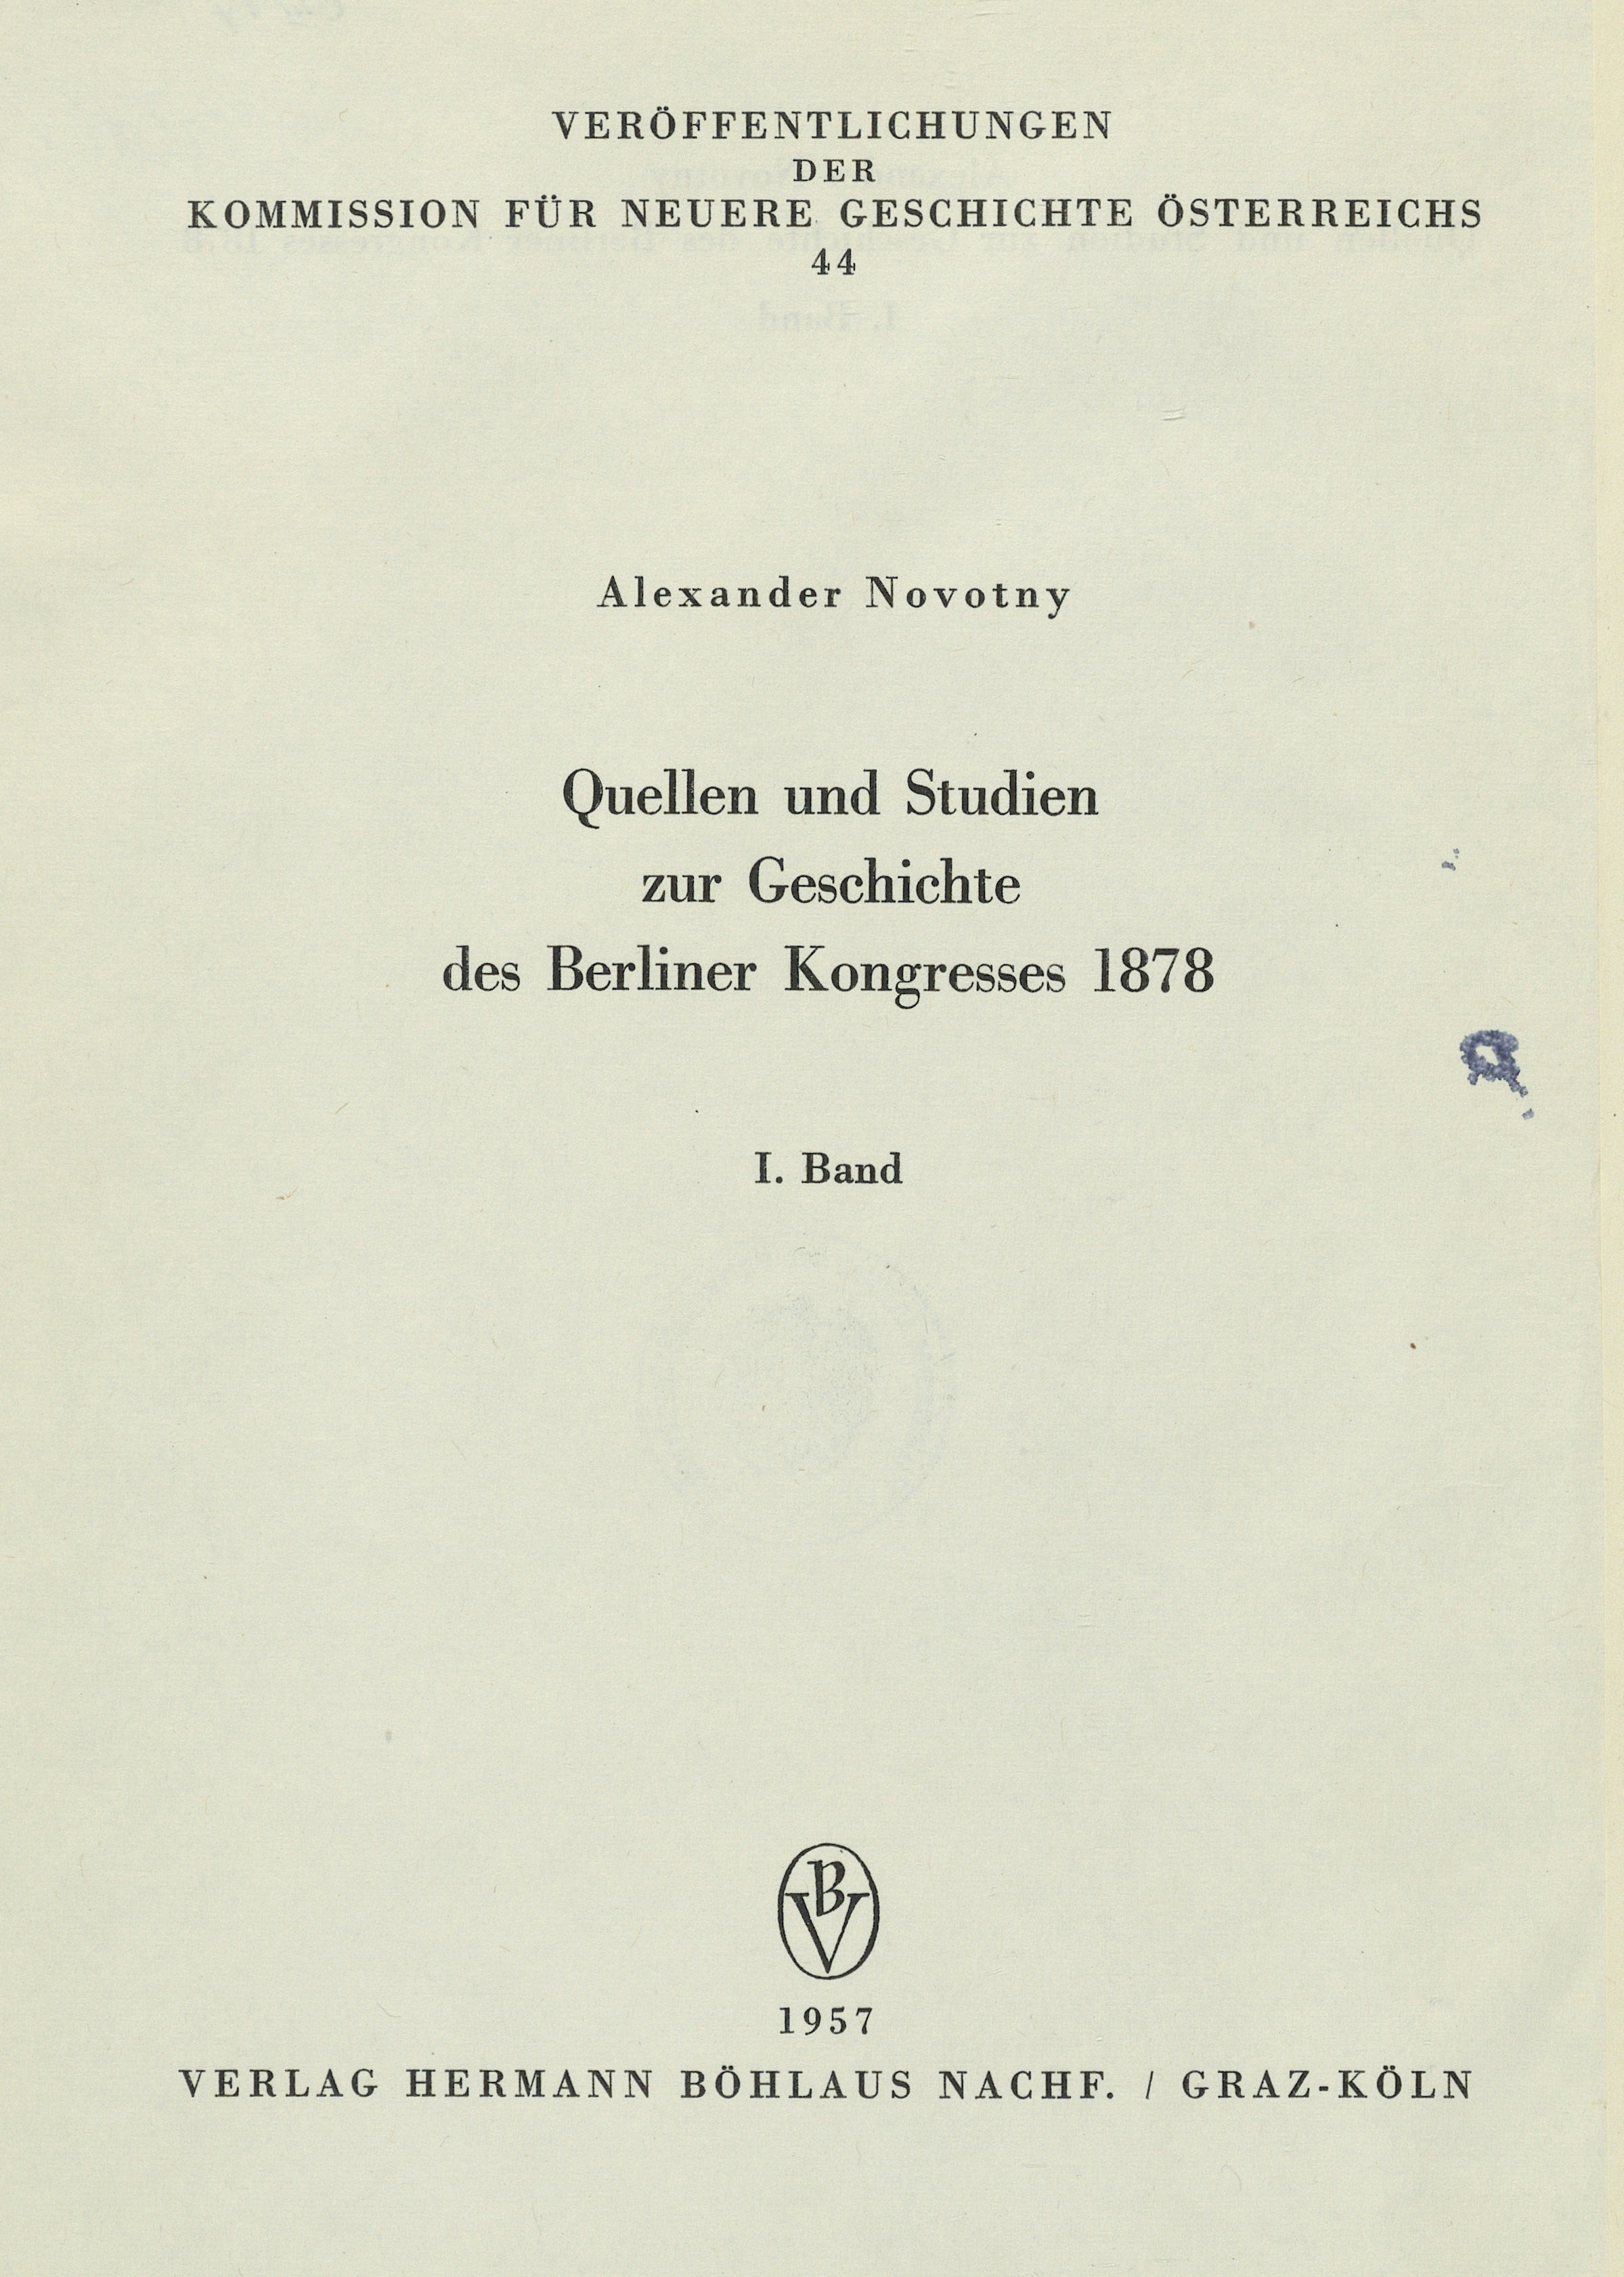 VERÖFFENTLICHUNGEN
DER
KOMMISSION FÜR NEUERE GESCHICHTE ÖSTERREICHS
44
Alexander Novotny
Quellen und Studien
zur Geschichte
des Berliner Kongresses 1878
I. Band
BV
1957
VERLAG HERMANN BÖHLAUS NACHF. / GRAZ-KÖLN